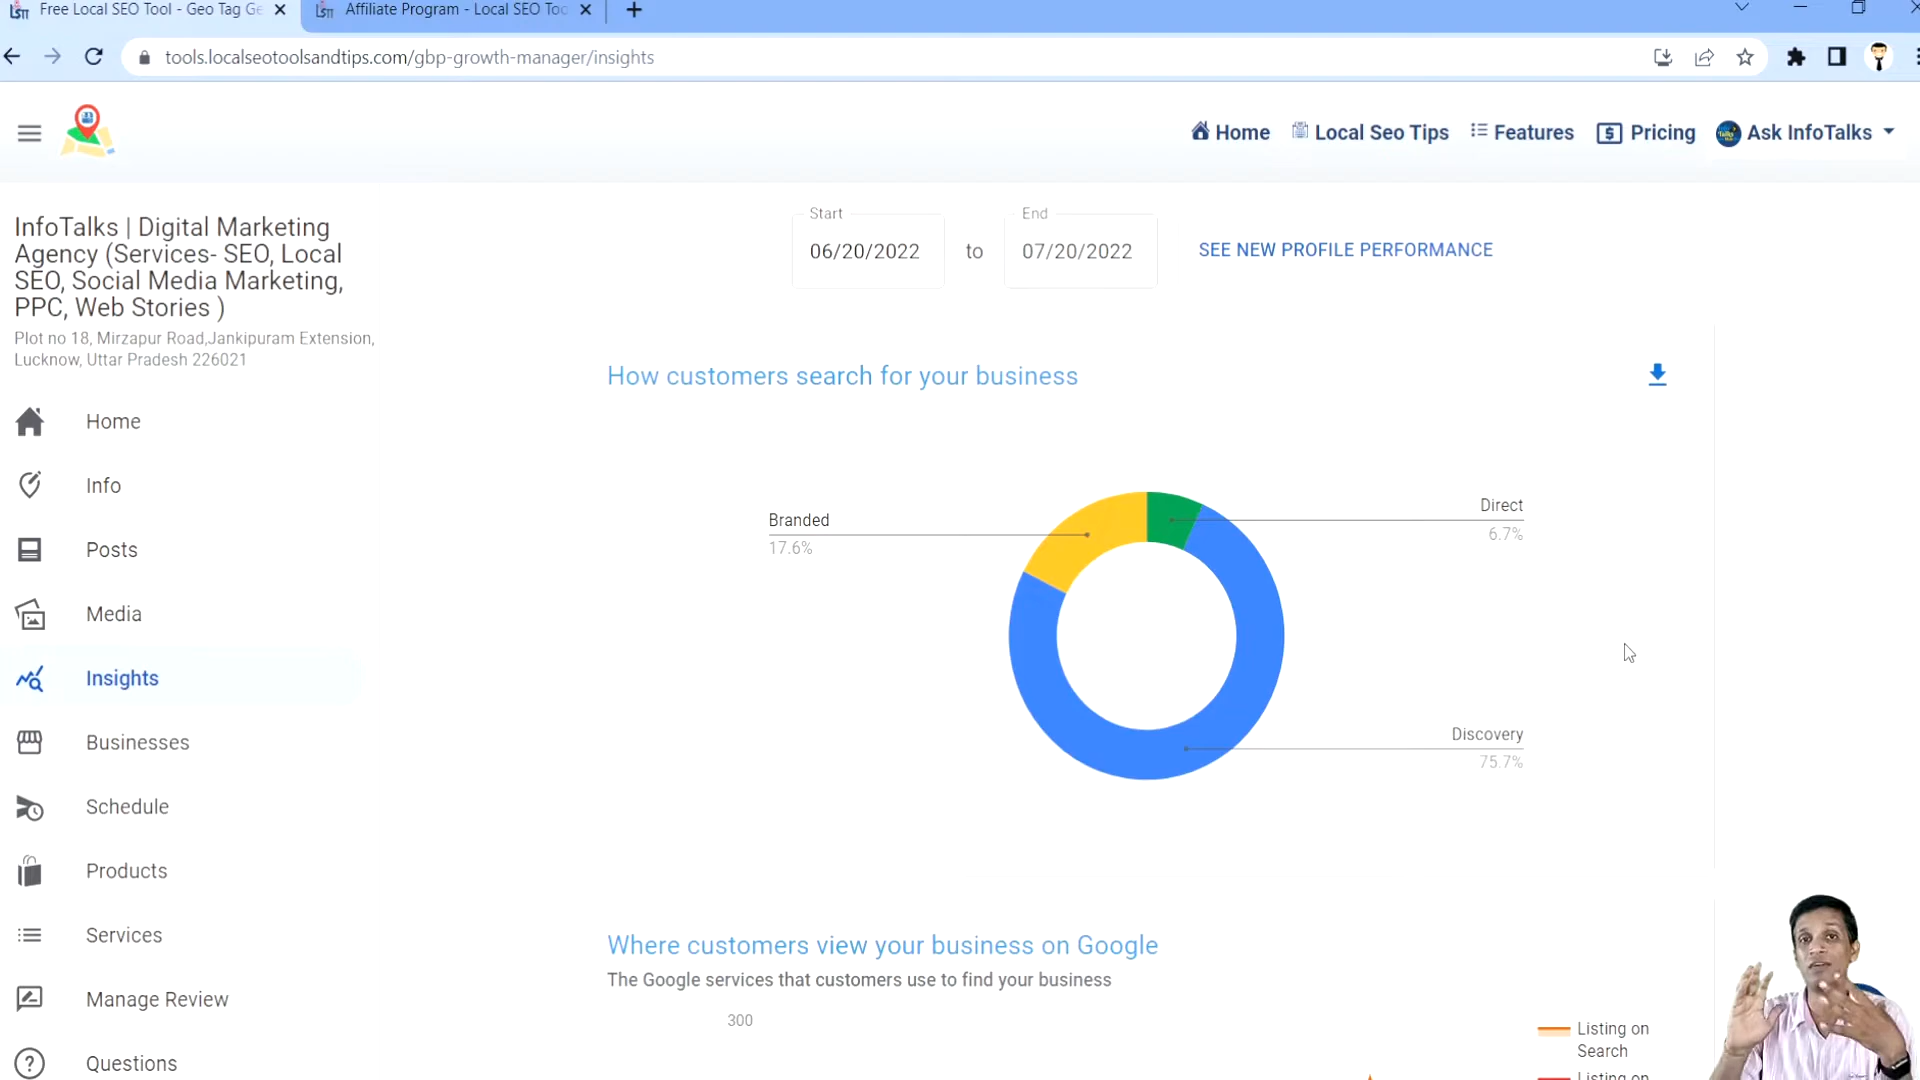 Free Local SEO Tool - Geo Tag Ge
Affiliate Program - Local SEO Too
tools.localseotoolsandtips.com/gbp-growth-manager/insights
Home
Local Seo Tips
Features
Pricing
Ask InfoTalks
InfoTalks | Digital Marketing
Agency (Services- SEO, Local
SEO, Social Media Marketing,
PPC, Web Stories )
Plot no 18, Mirzapur Road,Jankipuram Extension,
Lucknow, Uttar Pradesh 226021
Home
Info
Posts
Media
Insights
Businesses
Schedule
Products
Services
Manage Review
Questions
Start
06/20/2022
to
End
07/20/2022
SEE NEW PROFILE PERFORMANCE
How customers search for your business
Branded
17.6%
Direct
6.7%
Discovery
75.7%
Where customers view your business on Google
The Google services that customers use to find your business
300
Listing on
Search
Listing on